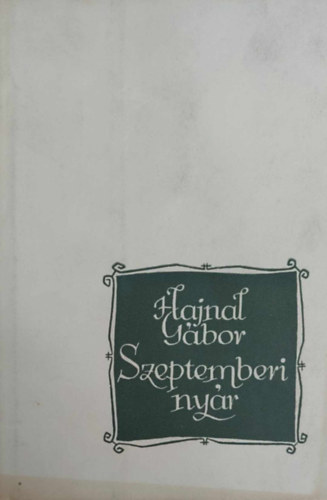 Hajnal
Gábor
Szeptemberi
nyár